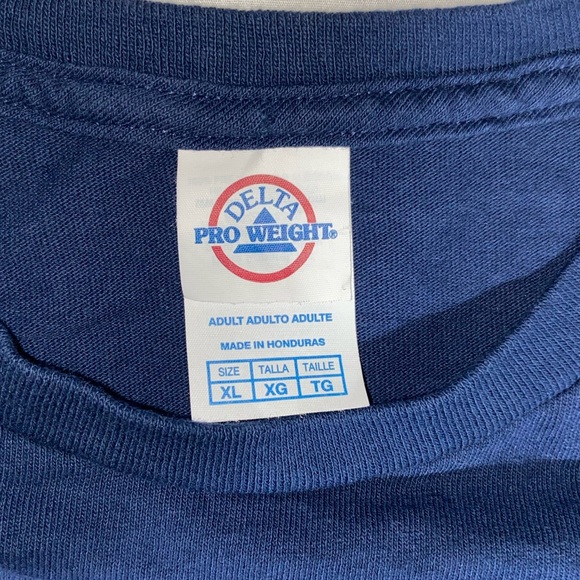 DELTA
PRO WEIGHT®
ADULT ADULTO ADULTE
MADE IN HONDURAS
SIZE TALLA TAILLE
XL XG TG